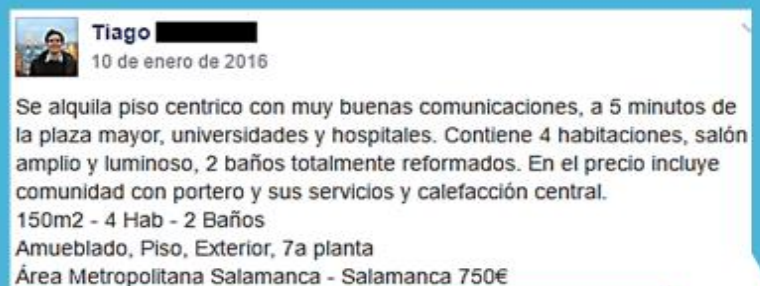 Tiago
10 de enero de 2016
Se alquila piso centrico con muy buenas comunicaciones, a 5 minutos de
la plaza mayor, universidades y hospitales. Contiene 4 habitaciones, salón
amplio y luminoso, 2 baños totalmente reformados. En el precio incluye
comunidad con portero y sus servicios y calefacción central.
150m2 - 4 Hab - 2 Baños
Amueblado, Piso, Exterior, 7a planta
Área Metropolitana Salamanca - Salamanca 750€